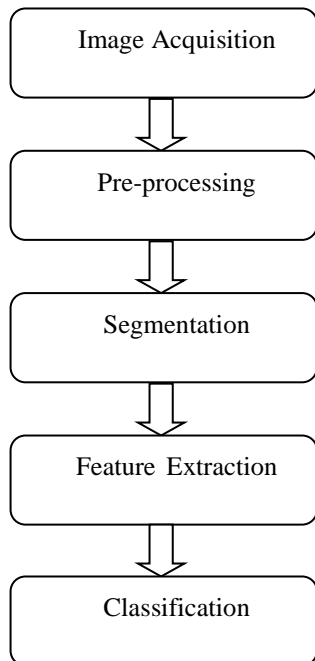 Image Acquisition
Pre-processing
Segmentation
Feature Extraction
Classification